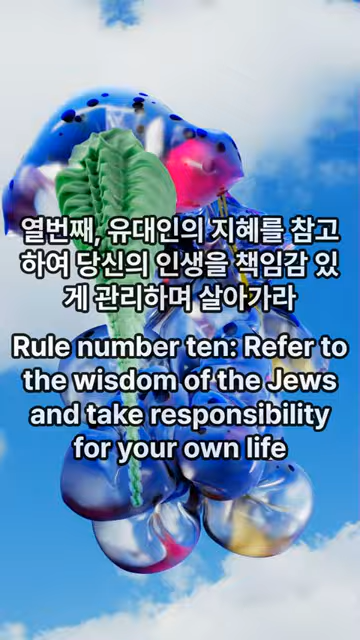 열번째, 유대인의 지혜를 참고
하여 당신의 인생을 책임감 있
게 관리하며 살아가라
Rule number ten: Refer to
the wisdom of the Jews
and take responsibility
for your own life